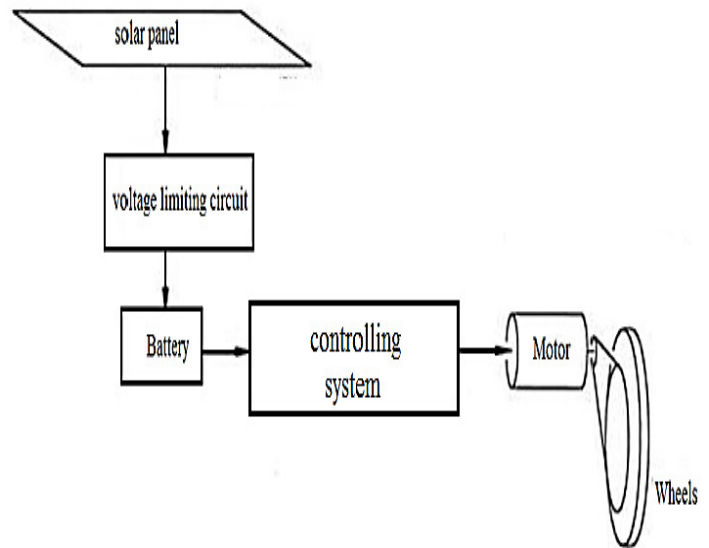 solar panel
voltage limiting circuit
Battery
controlling
system
Motor
Wheels